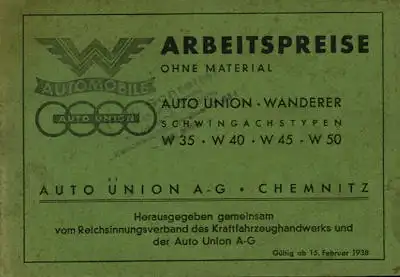 W
AUTOMOBILE
AUTO UNION
ARBEITSPREISE
OHNE MATERIAL
AUTO UNION · WANDERER
SCHWINGACHSTYPEN
W 35 · W 40 · W 45 · W 50
AUTO UNION A-G · CHEMNITZ
Herausgegeben gemeinsam
vom Reichsinnungsverband des Kraftfahrzeughandwerks und
der Auto Union A-G
Gültig ab 15. Februar 1938